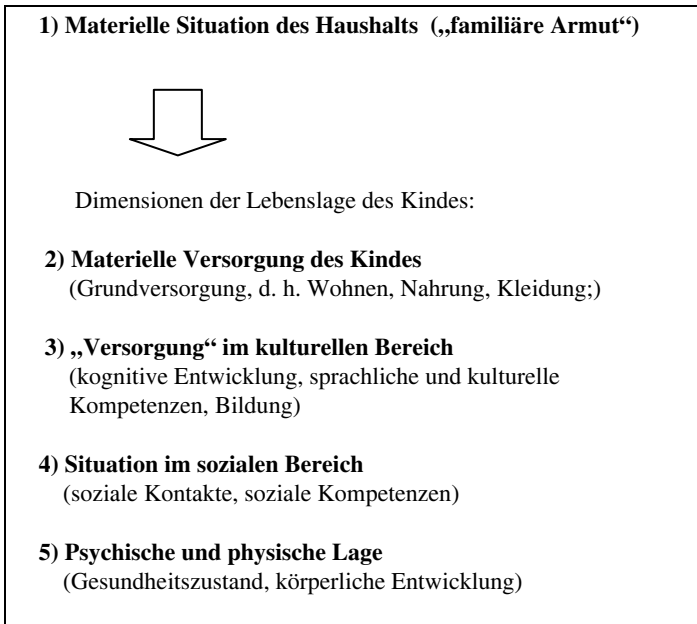 1) Materielle Situation des Haushalts („familiäre Armut“)
Dimensionen der Lebenslage des Kindes:
2) Materielle Versorgung des Kindes
(Grundversorgung, d. h. Wohnen, Nahrung, Kleidung;)
3) „Versorgung“ im kulturellen Bereich
(kognitive Entwicklung, sprachliche und kulturelle
Kompetenzen, Bildung)
4) Situation im sozialen Bereich
(soziale Kontakte, soziale Kompetenzen)
5) Psychische und physische Lage
(Gesundheitszustand, körperliche Entwicklung)